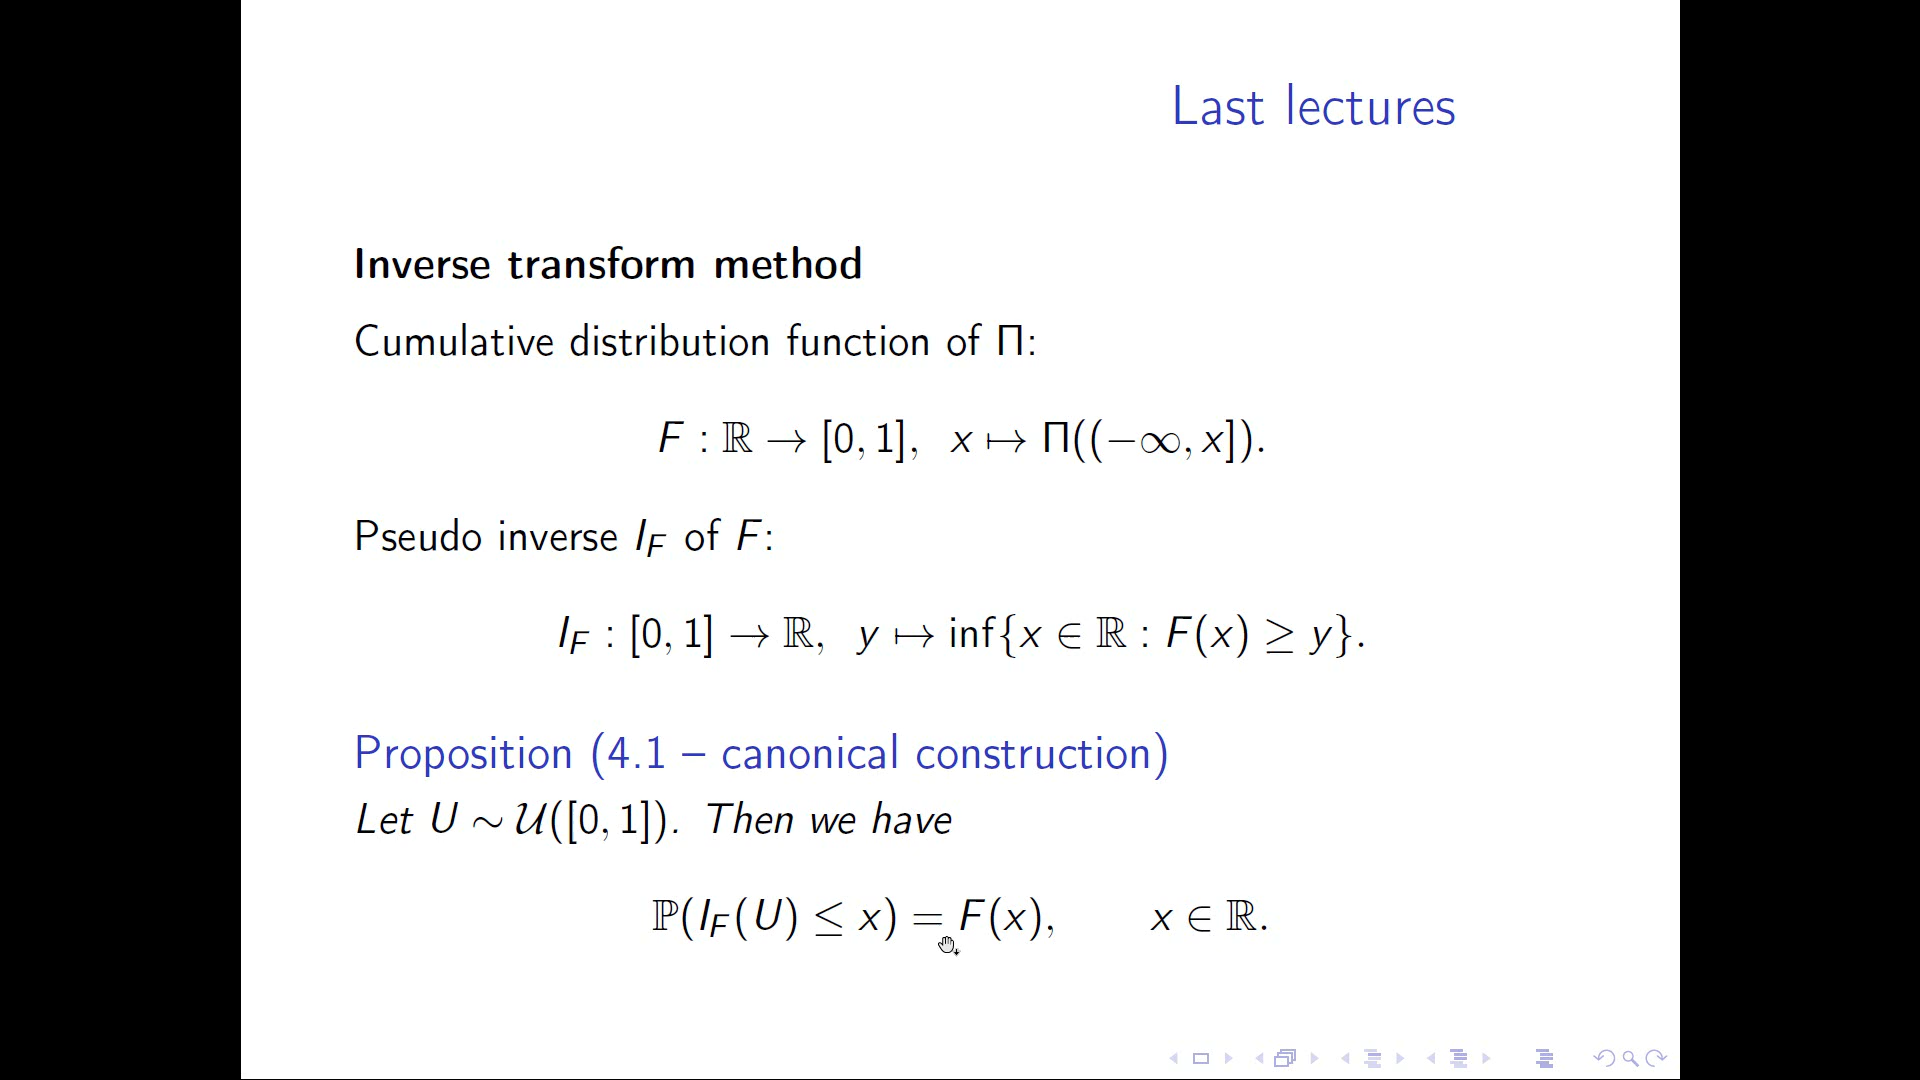 Last lectures
Inverse transform method
Cumulative distribution function of Π:
F : ℝ → [0, 1], x ↦ Π((−∞, x]).
Pseudo inverse I_F of F:
I_F : [0, 1] → ℝ, y ↦ inf{x ∈ ℝ : F(x) ≥ y}.
Proposition (4.1 – canonical construction)
Let U ∼ 𝒰([0, 1]). Then we have
ℙ(I_F(U) ≤ x) = F(x), x ∈ ℝ.